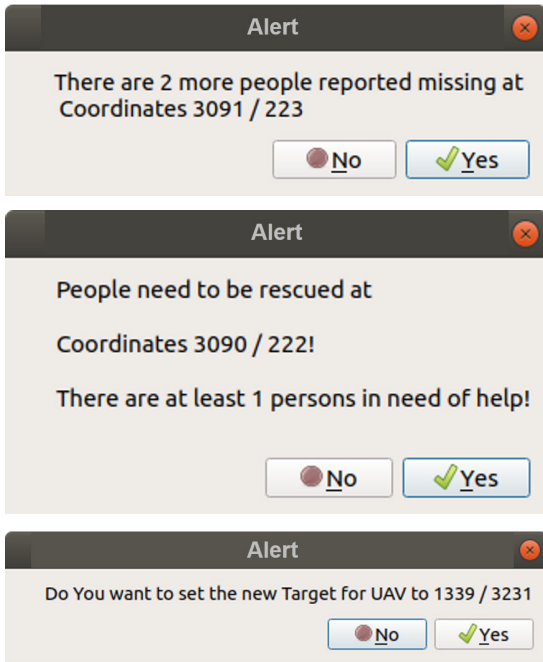 Alert
There are 2 more people reported missing at
Coordinates 3091 / 223
No Yes
Alert
People need to be rescued at
Coordinates 3090 / 222!
There are at least 1 persons in need of help!
No Yes
Alert
Do You want to set the new Target for UAV to 1339 / 3231
No Yes